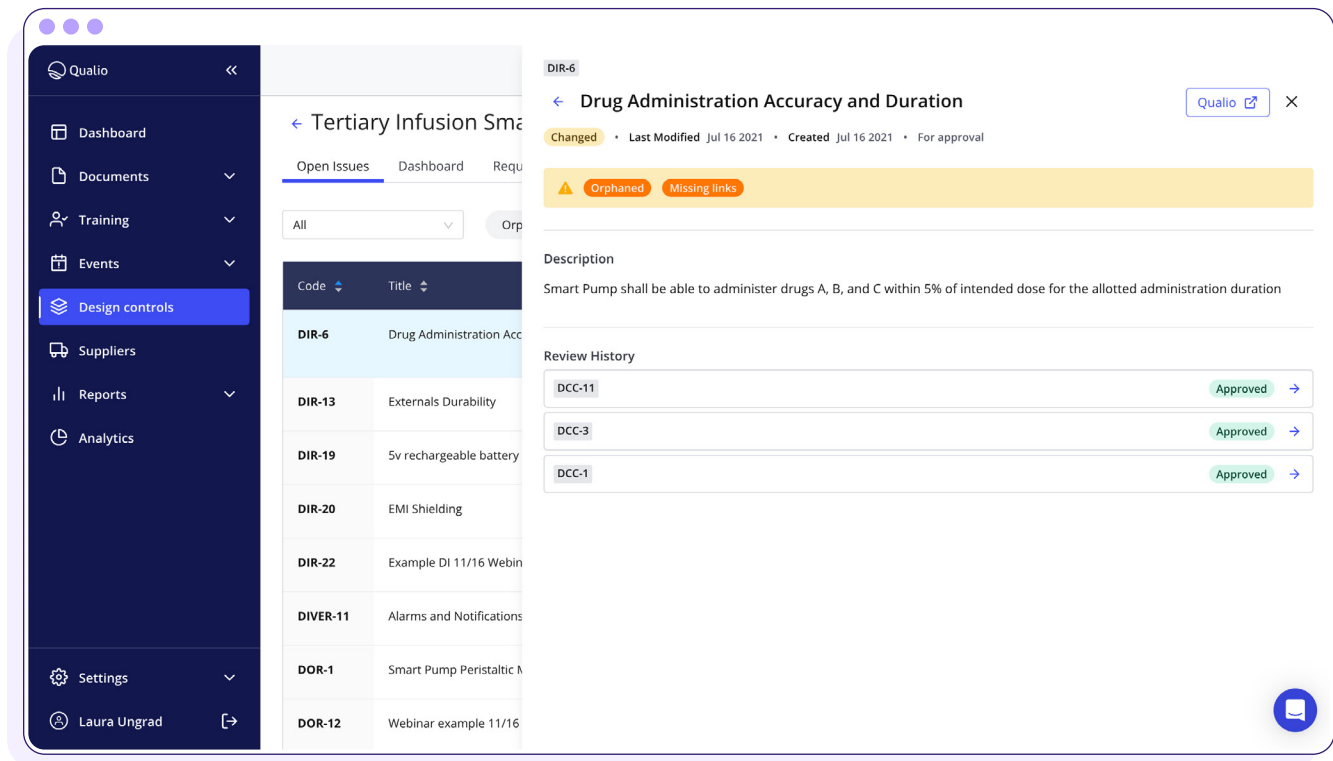 Qualio
Dashboard
Documents
Training
Events
Design controls
Suppliers
Reports
Analytics
Settings
Laura Ungrad
Tertiary Infusion Sma
Open Issues Dashboard Requ
All Orp
Code Title
DIR-6 Drug Administration Acc
DIR-13 Externals Durability
DIR-19 5v rechargeable battery
DIR-20 EMI Shielding
DIR-22 Example DI 11/16 Webin
DIVER-11 Alarms and Notifications
DOR-1 Smart Pump Peristaltic M
DOR-12 Webinar example 11/16
DIR-6
Drug Administration Accuracy and Duration Qualio
Changed • Last Modified Jul 16 2021 • Created Jul 16 2021 • For approval
Orphaned Missing links
Description
Smart Pump shall be able to administer drugs A, B, and C within 5% of intended dose for the allotted administration duration
Review History
DCC-11 Approved
DCC-3 Approved
DCC-1 Approved